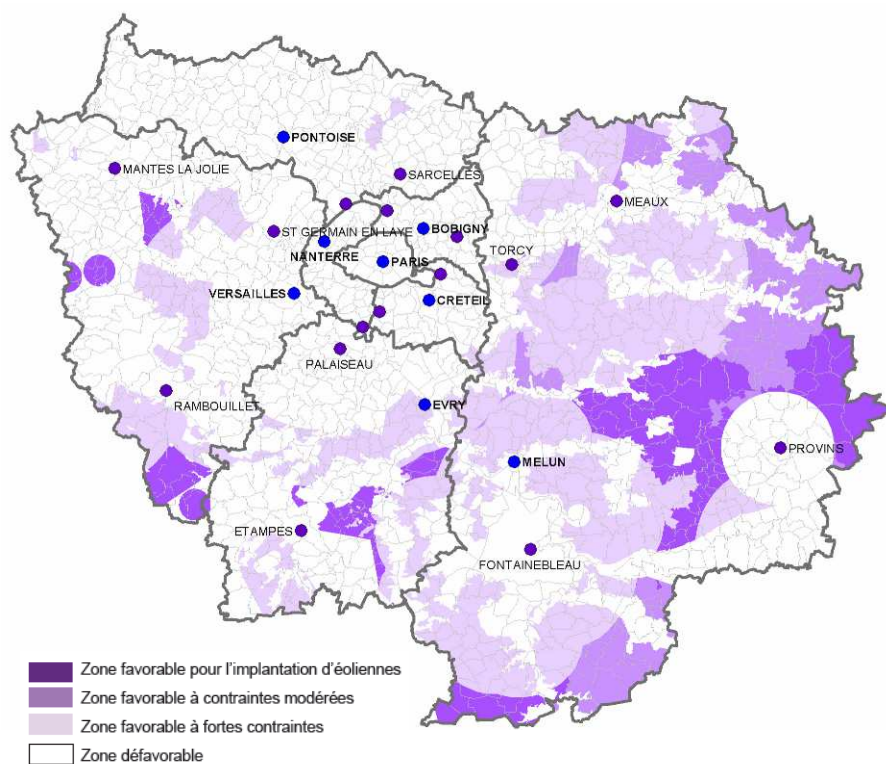 PONTOISE
MANTES LA JOLIE
SARCELLES
MEAUX
ST GERMAIN EN LAYE
BOBIGNY
NANTERRE
PARIS
TORCY
VERSAILLES
CRETEIL
PALAISEAU
RAMBOUILLET
EVRY
PROVINS
MELUN
ETAMPES
FONTAINEBLEAU
Zone favorable pour l'implantation d'éoliennes
Zone favorable à contraintes modérées
Zone favorable à fortes contraintes
Zone défavorable